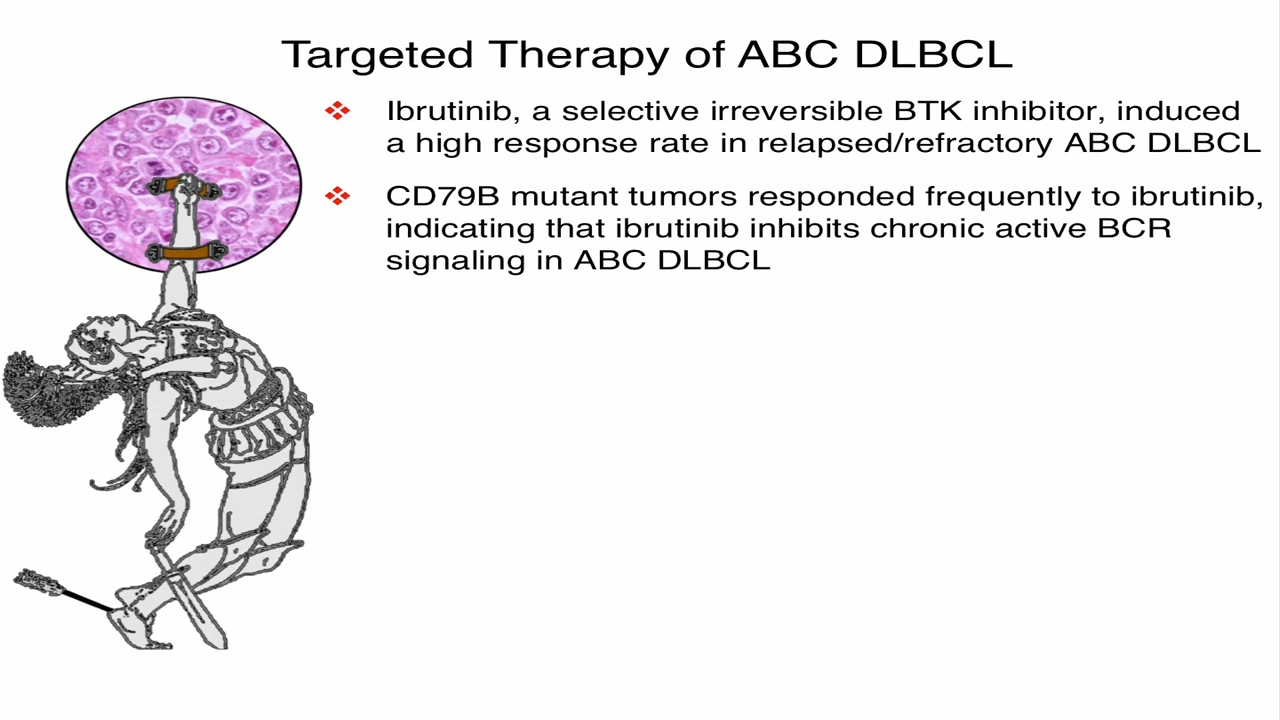 Targeted Therapy of ABC DLBCL
Ibrutinib, a selective irreversible BTK inhibitor, induced
a high response rate in relapsed/refractory ABC DLBCL
CD79B mutant tumors responded frequently to ibrutinib,
indicating that ibrutinib inhibits chronic active BCR
signaling in ABC DLBCL